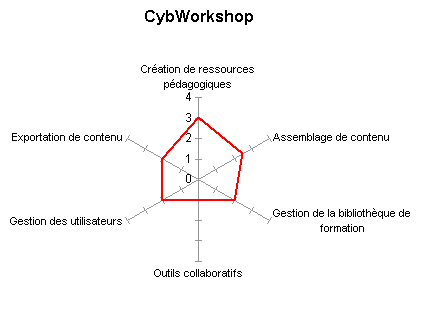 CybWorkshop
Création de ressources
pédagogiques
4
3
2
1
0
Exportation de contenu
Assemblage de contenu
Gestion des utilisateurs
Gestion de la bibliothèque de
formation
Outils collaboratifs